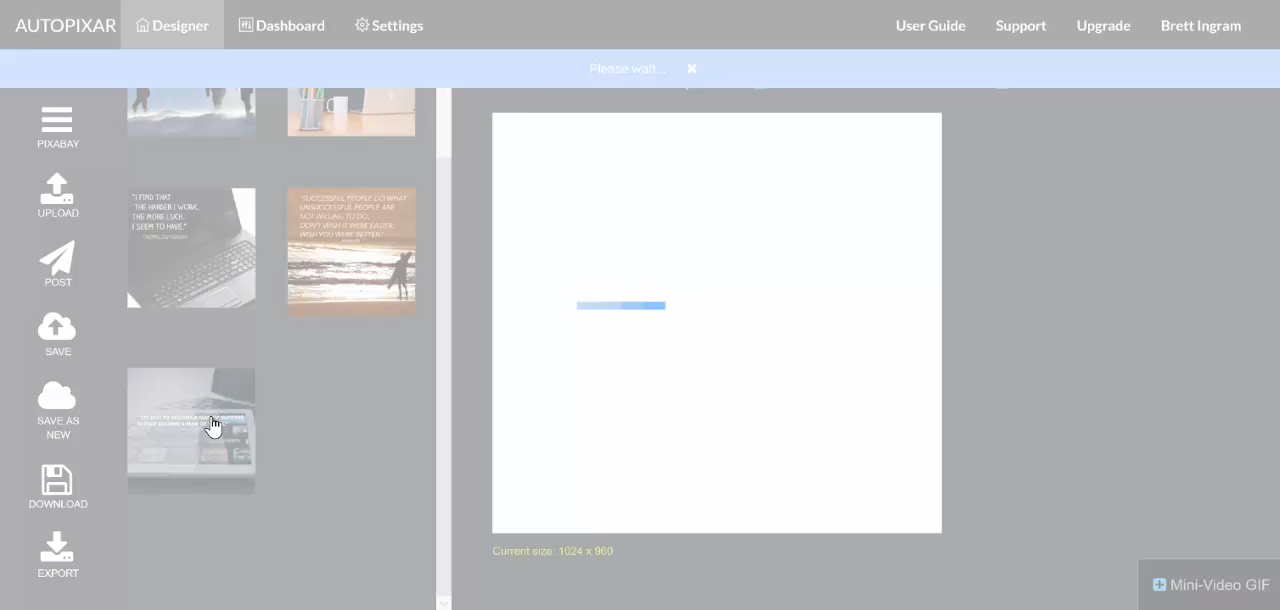 AUTOPIXAR
Designer
Dashboard
Settings
User Guide
Support
Upgrade
Brett Ingram
Please wait...
PIXABAY
UPLOAD
POST
SAVE
SAVE AS
NEW
DOWNLOAD
EXPORT
"I FIND THAT
THE HARDER I WORK,
THE MORE LUCK
I SEEM TO HAVE."
"SUCCESSFUL PEOPLE DO WHAT
UNSUCCESSFUL PEOPLE ARE
NOT WILLING TO DO.
DON'T WISH IT WERE EASIER;
WISH YOU WERE BETTER."
Current size: 1024 x 960
Mini-Video GIF